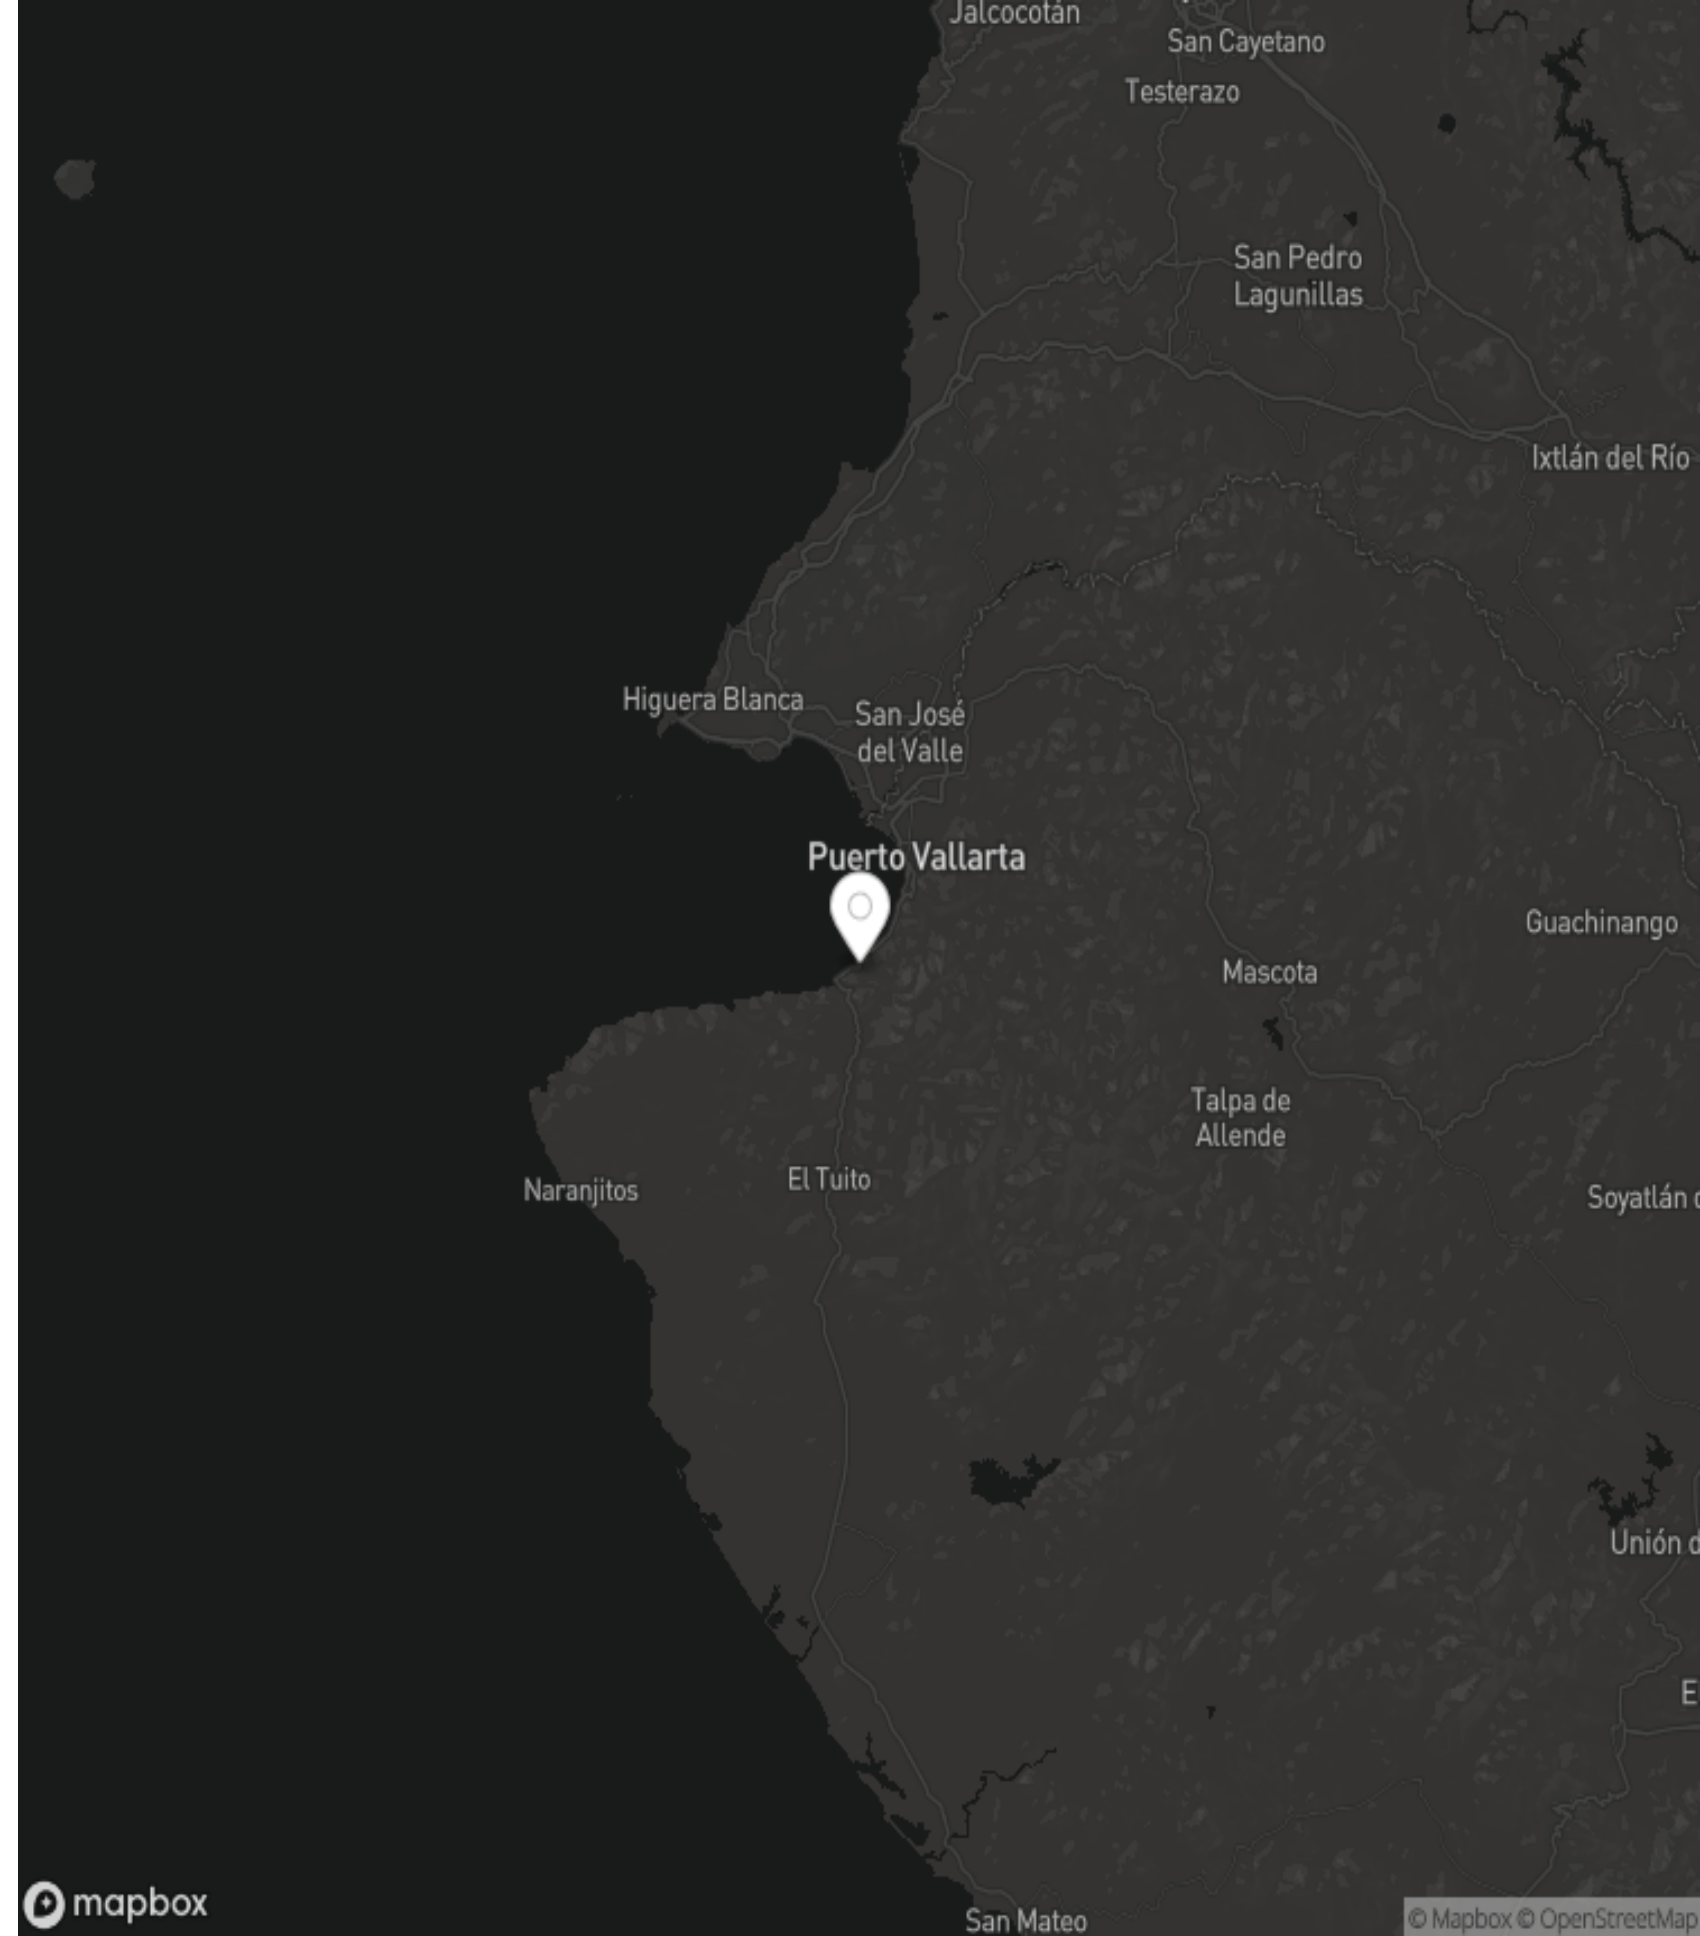 Jalcocotán
San Cayetano
Testerazo
San Pedro
Lagunillas
Ixtlán del Río
Higuera Blanca
San José
del Valle
Puerto Vallarta
Guachinango
Mascota
Talpa de
Allende
El Tuito
Naranjitos
Soyatlán
Unión d
E
San Mateo
mapbox
© Mapbox © OpenStreetMap